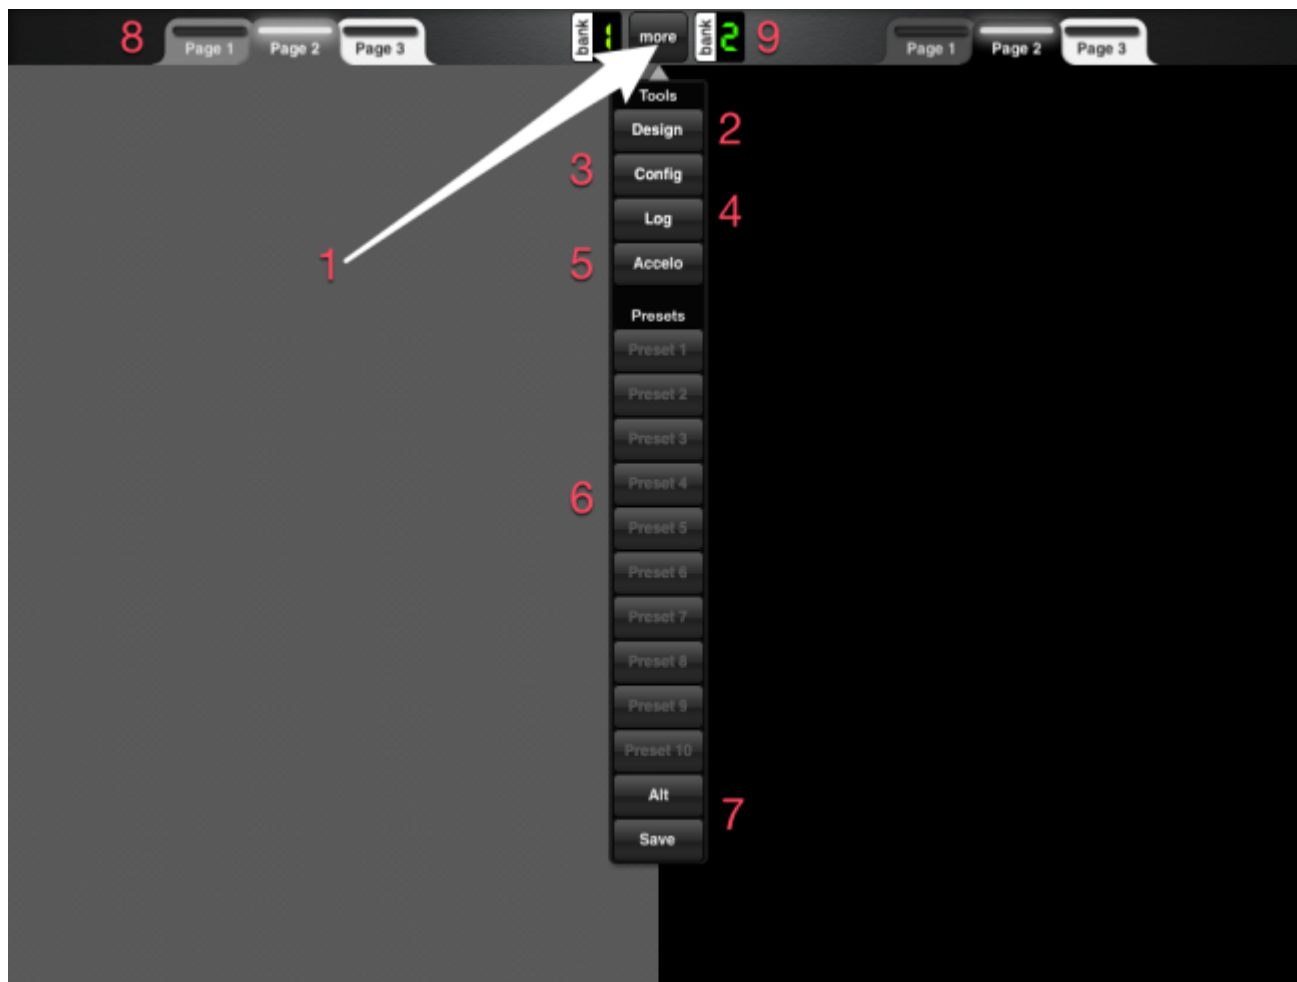 8 Page 1 Page 2 Page 3 bank 1 more bank 2 9 Page 1 Page 2 Page 3
Tools
Design 2
3 Config
Log 4
1 5 Accelo
Presets
Preset 1
Preset 2
Preset 3
6 Preset 4
Preset 5
Preset 6
Preset 7
Preset 8
Preset 9
Preset 10
Alt 7
Save